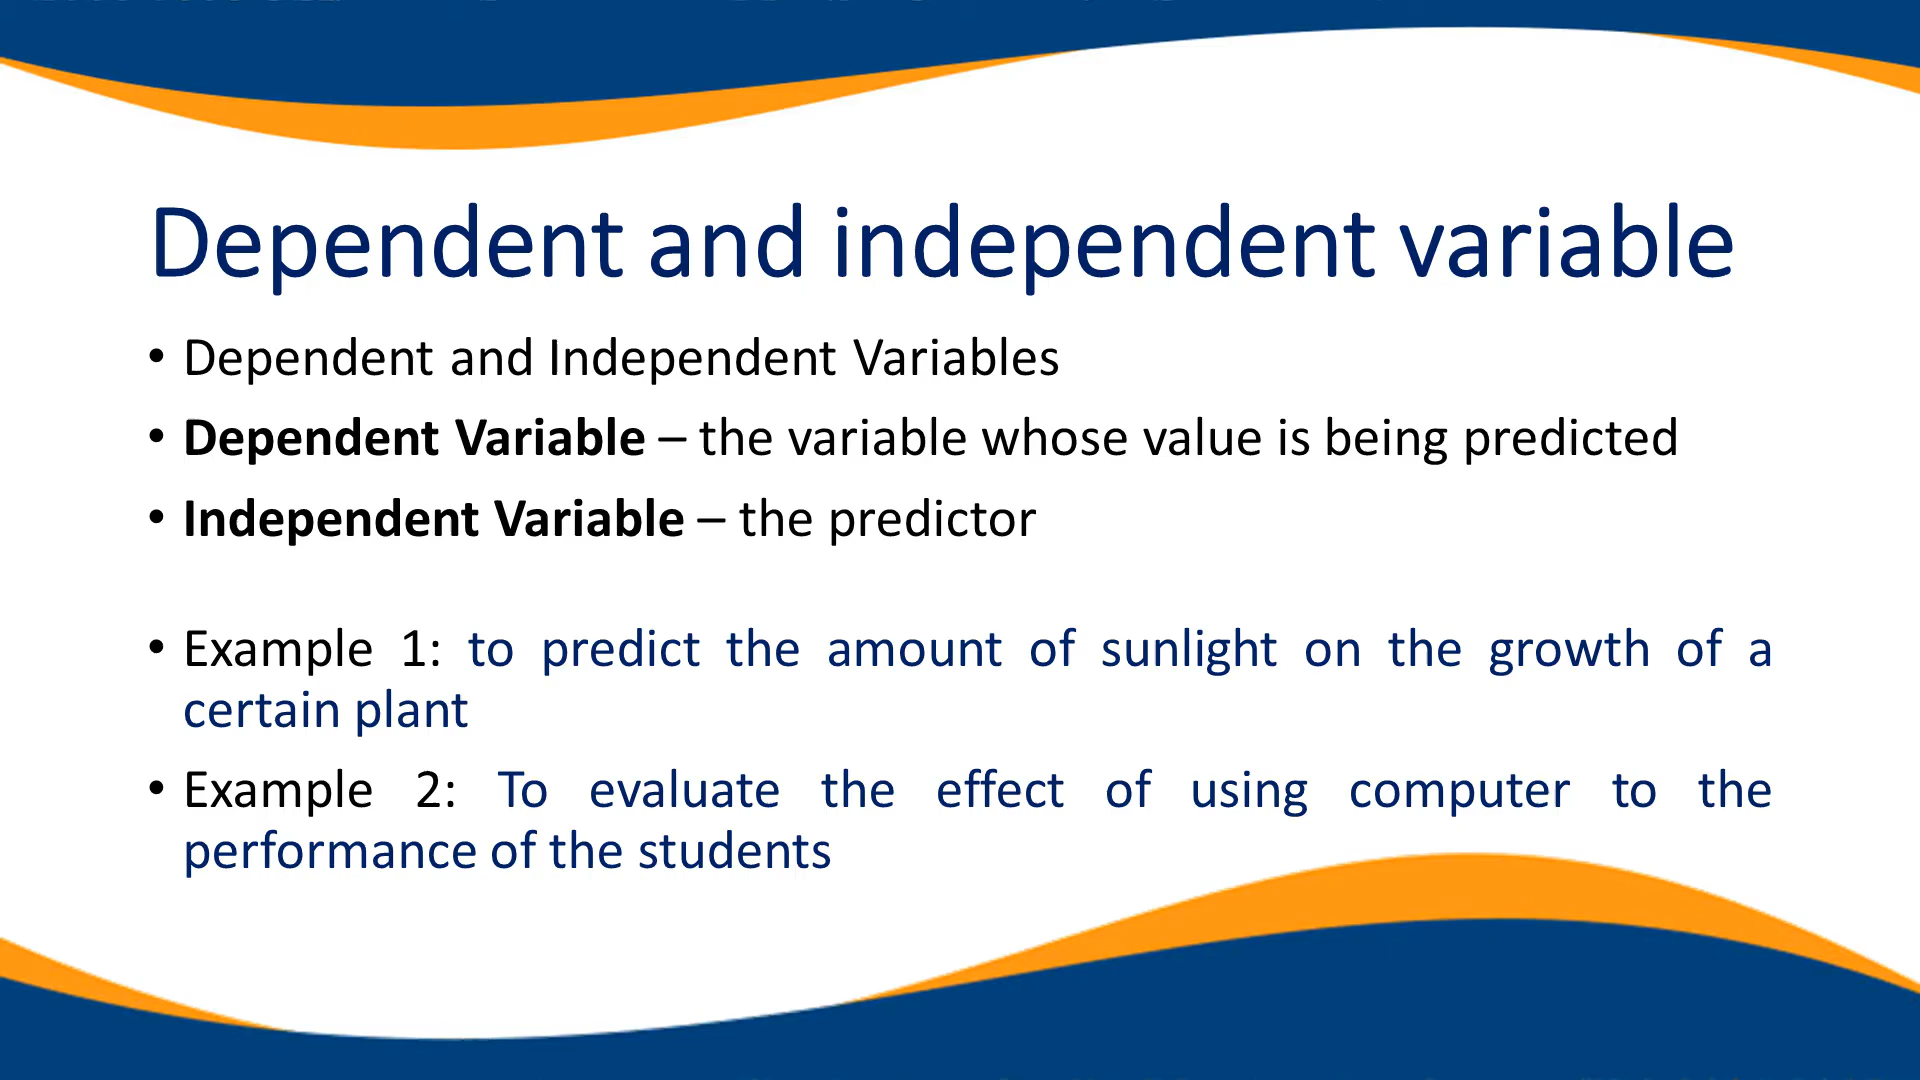 Dependent and independent variable
• Dependent and Independent Variables
• Dependent Variable – the variable whose value is being predicted
• Independent Variable – the predictor
• Example 1: to predict the amount of sunlight on the growth of a
certain plant
• Example 2: To evaluate the effect of using computer to the
performance of the students